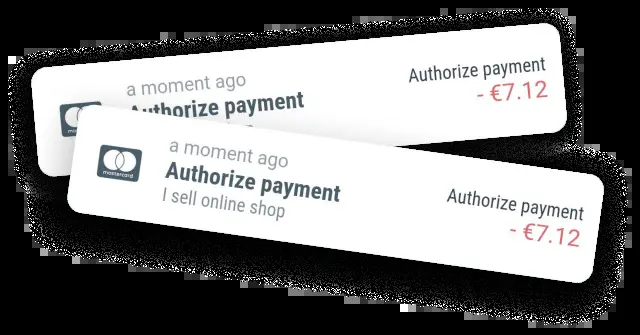 a moment ago
Authorize payment
Authorize payment
- €7.12
mastercard
a moment ago
Authorize payment
I sell online shop
Authorize payment
- €7.12